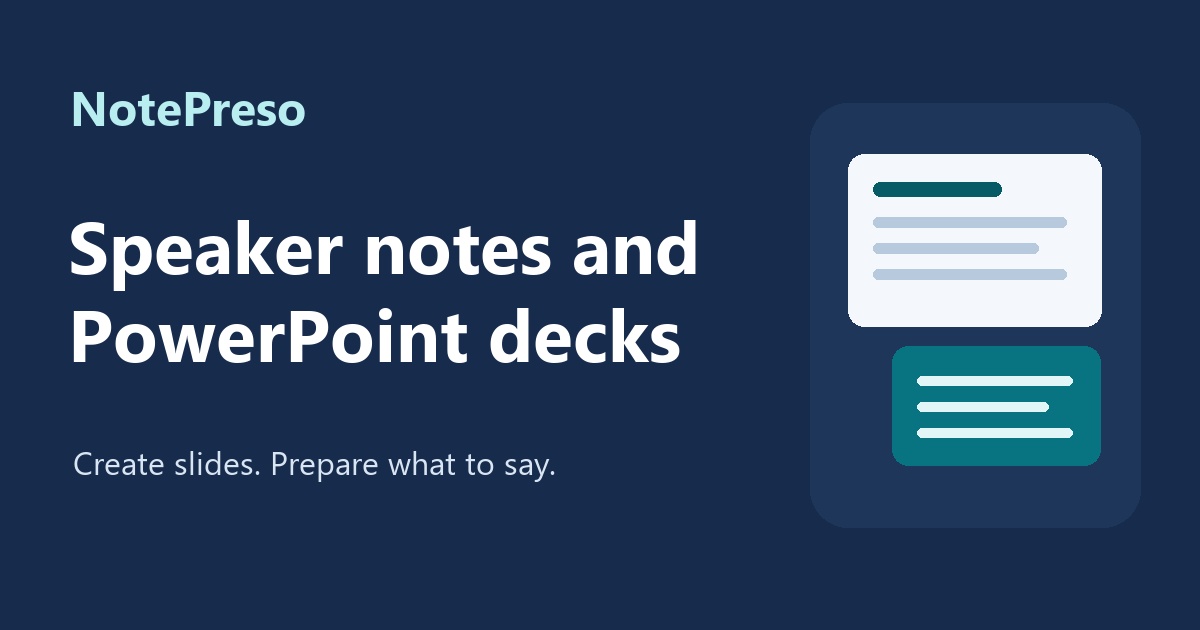 NotePreso
Speaker notes and
PowerPoint decks
Create slides. Prepare what to say.